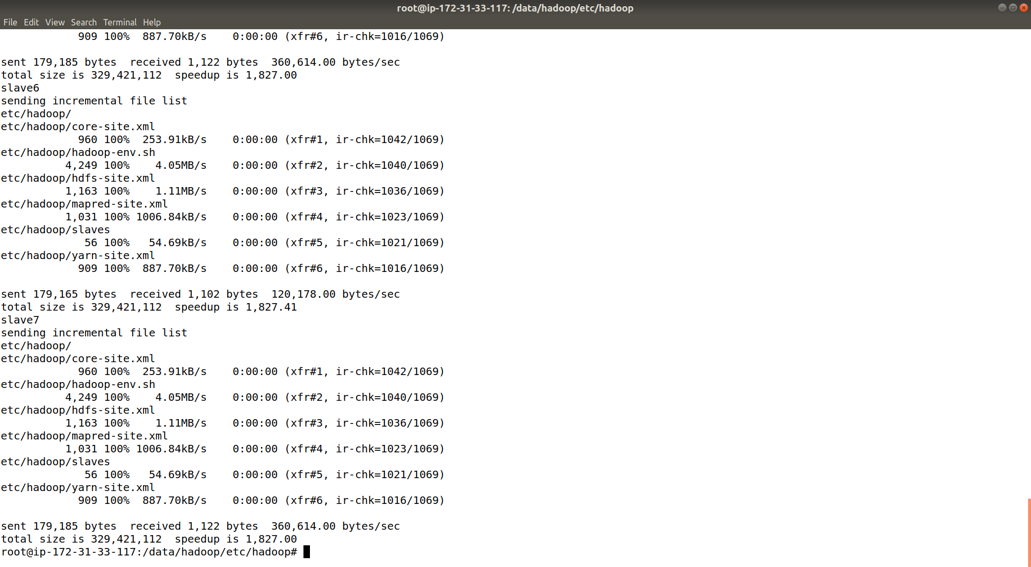 root@ip-172-31-33-117: /data/hadoop/etc/hadoop
File Edit View Search Terminal Help
909 100% 887.70kB/s 0:00:00 (xfr#6, ir-chk=1016/1069)
sent 179,185 bytes received 1,122 bytes 360,614.00 bytes/sec
total size is 329,421,112 speedup is 1,827.00
slave6
sending incremental file list
etc/hadoop/
etc/hadoop/core-site.xml
960 100% 253.91kB/s 0:00:00 (xfr#1, ir-chk=1042/1069)
etc/hadoop/hadoop-env.sh
4,249 100% 4.05MB/s 0:00:00 (xfr#2, ir-chk=1040/1069)
etc/hadoop/hdfs-site.xml
1,163 100% 1.11MB/s 0:00:00 (xfr#3, ir-chk=1036/1069)
etc/hadoop/mapred-site.xml
1,031 100% 1006.84kB/s 0:00:00 (xfr#4, ir-chk=1023/1069)
etc/hadoop/slaves
56 100% 54.69kB/s 0:00:00 (xfr#5, ir-chk=1021/1069)
etc/hadoop/yarn-site.xml
909 100% 887.70kB/s 0:00:00 (xfr#6, ir-chk=1016/1069)
sent 179,165 bytes received 1,102 bytes 120,178.00 bytes/sec
total size is 329,421,112 speedup is 1,827.41
slave7
sending incremental file list
etc/hadoop/
etc/hadoop/core-site.xml
960 100% 253.91kB/s 0:00:00 (xfr#1, ir-chk=1042/1069)
etc/hadoop/hadoop-env.sh
4,249 100% 4.05MB/s 0:00:00 (xfr#2, ir-chk=1040/1069)
etc/hadoop/hdfs-site.xml
1,163 100% 1.11MB/s 0:00:00 (xfr#3, ir-chk=1036/1069)
etc/hadoop/mapred-site.xml
1,031 100% 1006.84kB/s 0:00:00 (xfr#4, ir-chk=1023/1069)
etc/hadoop/slaves
56 100% 54.69kB/s 0:00:00 (xfr#5, ir-chk=1021/1069)
etc/hadoop/yarn-site.xml
909 100% 887.70kB/s 0:00:00 (xfr#6, ir-chk=1016/1069)
sent 179,185 bytes received 1,122 bytes 360,614.00 bytes/sec
total size is 329,421,112 speedup is 1,827.00
root@ip-172-31-33-117:/data/hadoop/etc/hadoop#